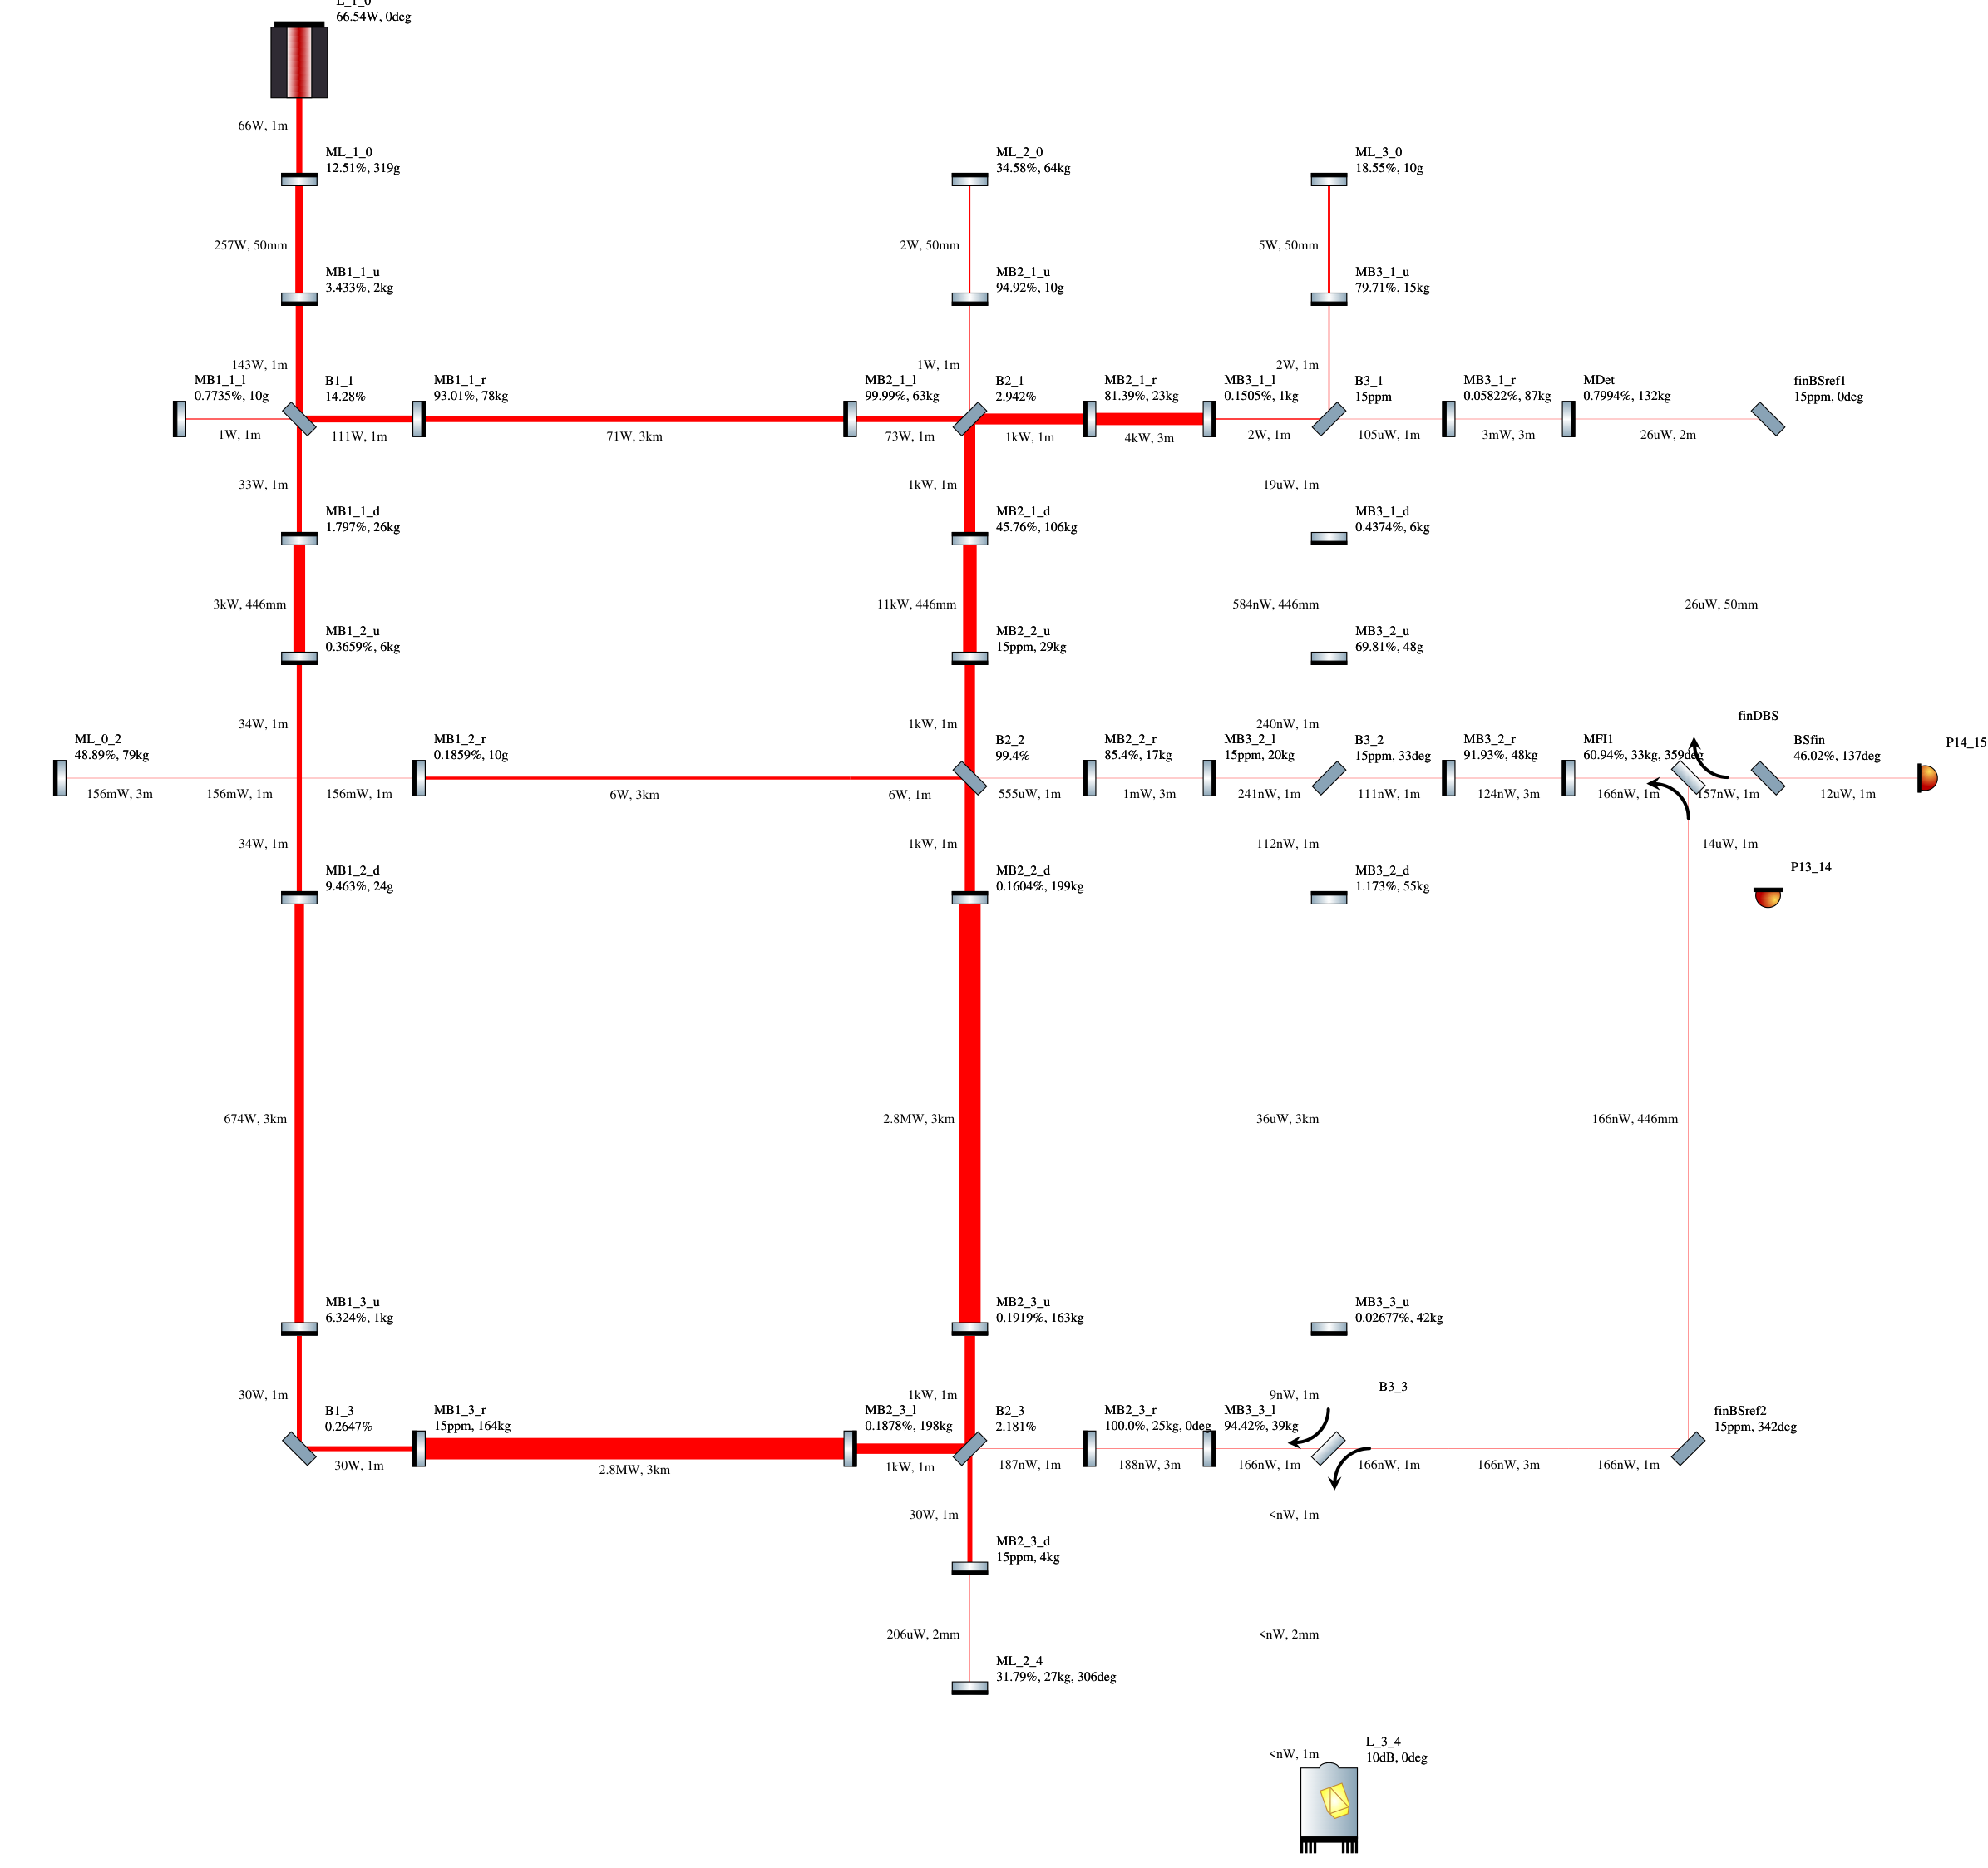 L_1_0
66.54W, 0deg
66W, 1m
ML_1_0
12.51%, 319g
ML_2_0
34.58%, 64kg
ML_3_0
18.55%, 10g
257W, 50mm
2W, 50mm
5W, 50mm
MB1_1_u
3.433%, 2kg
MB2_1_u
94.92%, 10g
MB3_1_u
79.71%, 15kg
143W, 1m
1W, 1m
2W, 1m
MB1_1_l
0.7735%, 10g
B1_1
14.28%
MB1_1_r
93.01%, 78kg
MB2_1_l
99.99%, 63kg
B2_1
2.942%
MB2_1_r
81.39%, 23kg
MB3_1_l
0.1505%, 1kg
B3_1
15ppm
MB3_1_r
0.05822%, 87kg
MDet
0.7994%, 132kg
finBSref1
15ppm, 0deg
1W, 1m
111W, 1m
71W, 3km
73W, 1m
1kW, 1m
4kW, 3m
2W, 1m
105uW, 1m
3mW, 3m
26uW, 2m
33W, 1m
1kW, 1m
19uW, 1m
MB1_1_d
1.797%, 26kg
MB2_1_d
45.76%, 106kg
MB3_1_d
0.4374%, 6kg
3kW, 446mm
11kW, 446mm
584nW, 446mm
26uW, 50mm
MB1_2_u
0.3659%, 6kg
MB2_2_u
15ppm, 29kg
MB3_2_u
69.81%, 48g
34W, 1m
1kW, 1m
240nW, 1m
finDBS
ML_0_2
48.89%, 79kg
MB1_2_r
0.1859%, 10g
B2_2
99.4%
MB2_2_r
85.4%, 17kg
MB3_2_l
15ppm, 20kg
B3_2
15ppm, 33deg
MB3_2_r
91.93%, 48kg
MFI1
60.94%, 33kg, 359deg
BSfin
46.02%, 137deg
P14_15
156mW, 3m
156mW, 1m
156mW, 1m
6W, 3km
6W, 1m
555uW, 1m
1mW, 3m
241nW, 1m
111nW, 1m
124nW, 3m
166nW, 1m
157nW, 1m
12uW, 1m
34W, 1m
1kW, 1m
112nW, 1m
14uW, 1m
MB1_2_d
9.463%, 24g
MB2_2_d
0.1604%, 199kg
MB3_2_d
1.173%, 55kg
P13_14
674W, 3km
2.8MW, 3km
36uW, 3km
166nW, 446mm
MB1_3_u
6.324%, 1kg
MB2_3_u
0.1919%, 163kg
MB3_3_u
0.02677%, 42kg
30W, 1m
1kW, 1m
9nW, 1m
B3_3
B1_3
0.2647%
MB1_3_r
15ppm, 164kg
MB2_3_l
0.1878%, 198kg
B2_3
2.181%
MB2_3_r
100.0%, 25kg, 0deg
MB3_3_l
94.42%, 39kg
finBSref2
15ppm, 342deg
30W, 1m
2.8MW, 3km
1kW, 1m
187nW, 1m
188nW, 3m
166nW, 1m
166nW, 1m
166nW, 3m
166nW, 1m
30W, 1m
<nW, 1m
MB2_3_d
15ppm, 4kg
206uW, 2mm
<nW, 2mm
ML_2_4
31.79%, 27kg, 306deg
<nW, 1m
L_3_4
10dB, 0deg